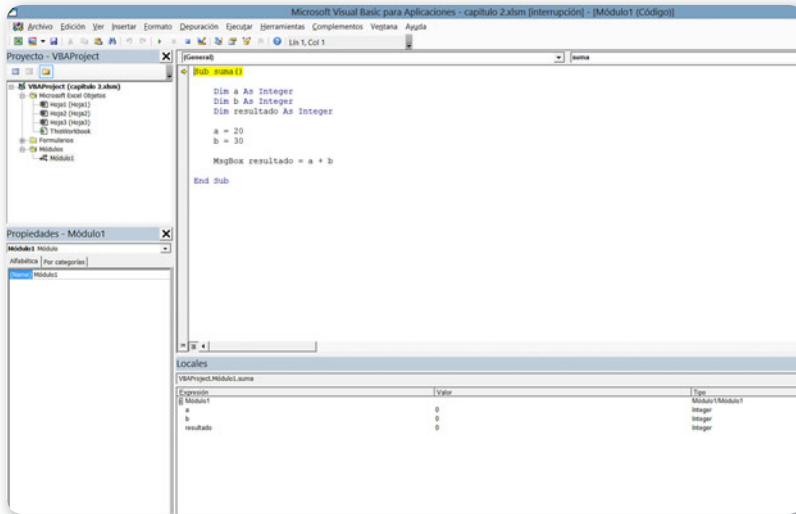 Microsoft Visual Basic para Aplicaciones - capitulo 2.xlsm [interrupción] - [Módulo1 (Código)]
Archivo Edición Ver Insertar Formato Depuración Ejecutar Herramientas Complementos Ventana Ayuda
Lín 1, Col 1
Proyecto - VBAProject
VBAProject (capitulo 2.xlsm)
Microsoft Excel Objetos
Hoja1 (Hoja1)
Hoja2 (Hoja2)
Hoja3 (Hoja3)
ThisWorkbook
Formularios
Módulos
Módulo1
Propiedades - Módulo1
Módulo1 Módulo
Alfabética Por categorías
(Name) Módulo1
(General) suma
Sub suma()
Dim a As Integer
Dim b As Integer
Dim resultado As Integer
a = 20
b = 30
MsgBox resultado = a + b
End Sub
Locales
VBAProject.Módulo1.suma
Expresión Valor Tipo
Módulo1 Módulo1/Módulo1
a 0 Integer
b 0 Integer
resultado 0 Integer